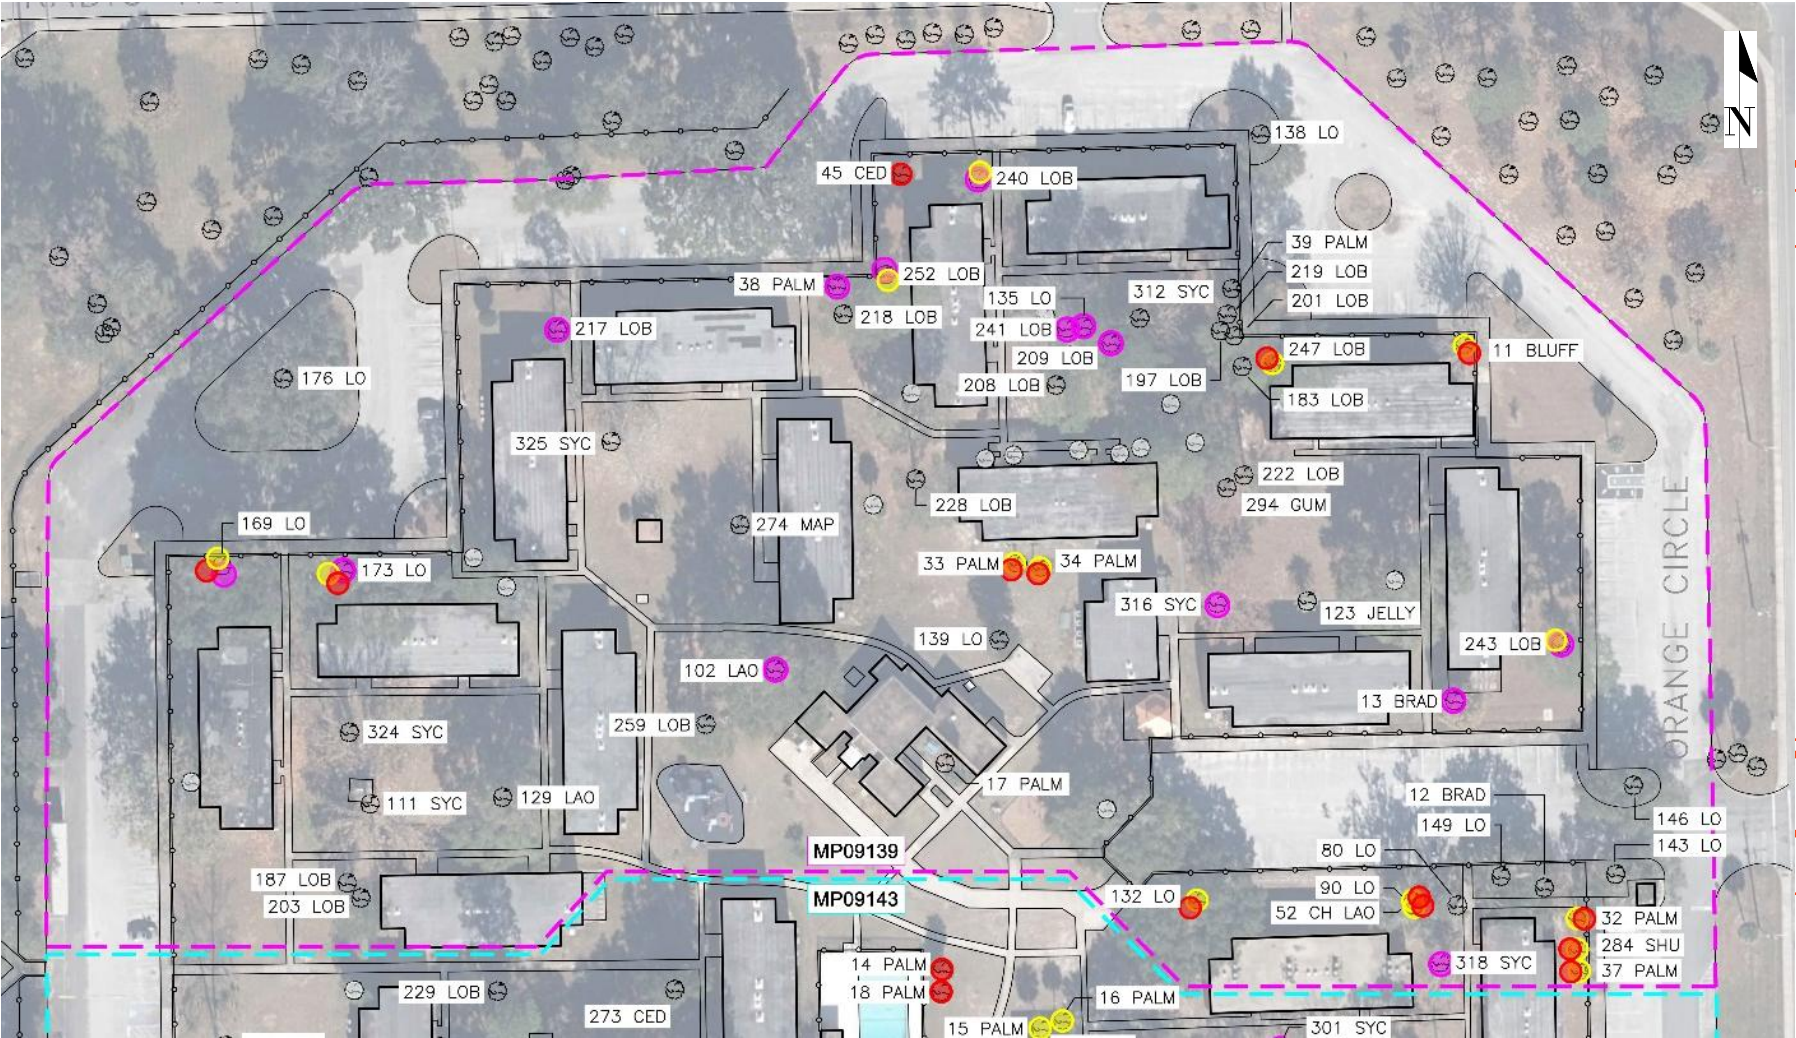 N
138 LO
45 CED
240 LOB
39 PALM
219 LOB
201 LOB
252 LOB
38 PALM
135 LO
312 SYC
218 LOB
217 LOB
241 LOB
209 LOB
247 LOB
11 BLUFF
176 LO
208 LOB
197 LOB
183 LOB
325 SYC
222 LOB
228 LOB
294 GUM
274 MAP
169 LO
173 LO
33 PALM
34 PALM
316 SYC
123 JELLY
139 LO
243 LOB
ORANGE CIRCLE
102 LAO
13 BRAD
324 SYC
259 LOB
17 PALM
111 SYC
129 LAO
12 BRAD
149 LO
146 LO
143 LO
MP09139
80 LO
187 LOB
203 LOB
MP09143
132 LO
90 LO
52 CH LAO
32 PALM
284 SHU
37 PALM
14 PALM
18 PALM
318 SYC
229 LOB
273 CED
16 PALM
15 PALM
301 SYC